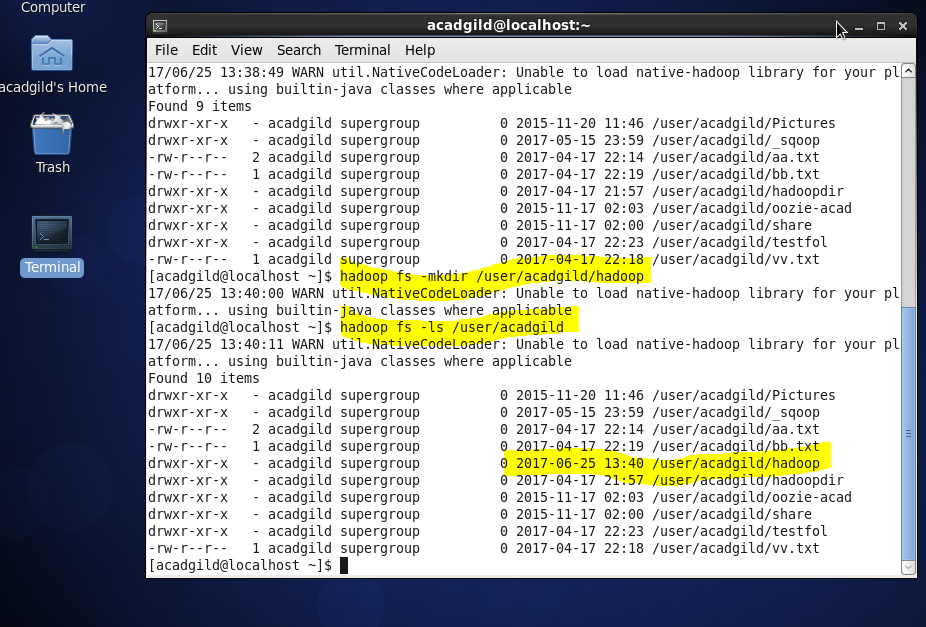 Computer
acadgild's Home
Trash
Terminal
acadgild@localhost:~
File Edit View Search Terminal Help
17/06/25 13:38:49 WARN util.NativeCodeLoader: Unable to load native-hadoop library for your pl
atform... using builtin-java classes where applicable
Found 9 items
drwxr-xr-x   - acadgild supergroup          0 2015-11-20 11:46 /user/acadgild/Pictures
drwxr-xr-x   - acadgild supergroup          0 2017-05-15 23:59 /user/acadgild/_sqoop
-rw-r--r--   2 acadgild supergroup          0 2017-04-17 22:14 /user/acadgild/aa.txt
-rw-r--r--   1 acadgild supergroup          0 2017-04-17 22:19 /user/acadgild/bb.txt
drwxr-xr-x   - acadgild supergroup          0 2017-04-17 21:57 /user/acadgild/hadoopdir
drwxr-xr-x   - acadgild supergroup          0 2015-11-17 02:03 /user/acadgild/oozie-acad
drwxr-xr-x   - acadgild supergroup          0 2015-11-17 02:00 /user/acadgild/share
drwxr-xr-x   - acadgild supergroup          0 2017-04-17 22:23 /user/acadgild/testfol
-rw-r--r--   1 acadgild supergroup          0 2017-04-17 22:18 /user/acadgild/vv.txt
[acadgild@localhost ~]$ hadoop fs -mkdir /user/acadgild/hadoop
17/06/25 13:40:00 WARN util.NativeCodeLoader: Unable to load native-hadoop library for your pl
atform... using builtin-java classes where applicable
[acadgild@localhost ~]$ hadoop fs -ls /user/acadgild
17/06/25 13:40:11 WARN util.NativeCodeLoader: Unable to load native-hadoop library for your pl
atform... using builtin-java classes where applicable
Found 10 items
drwxr-xr-x   - acadgild supergroup          0 2015-11-20 11:46 /user/acadgild/Pictures
drwxr-xr-x   - acadgild supergroup          0 2017-05-15 23:59 /user/acadgild/_sqoop
-rw-r--r--   2 acadgild supergroup          0 2017-04-17 22:14 /user/acadgild/aa.txt
-rw-r--r--   1 acadgild supergroup          0 2017-04-17 22:19 /user/acadgild/bb.txt
drwxr-xr-x   - acadgild supergroup          0 2017-06-25 13:40 /user/acadgild/hadoop
drwxr-xr-x   - acadgild supergroup          0 2017-04-17 21:57 /user/acadgild/hadoopdir
drwxr-xr-x   - acadgild supergroup          0 2015-11-17 02:03 /user/acadgild/oozie-acad
drwxr-xr-x   - acadgild supergroup          0 2015-11-17 02:00 /user/acadgild/share
drwxr-xr-x   - acadgild supergroup          0 2017-04-17 22:23 /user/acadgild/testfol
-rw-r--r--   1 acadgild supergroup          0 2017-04-17 22:18 /user/acadgild/vv.txt
[acadgild@localhost ~]$